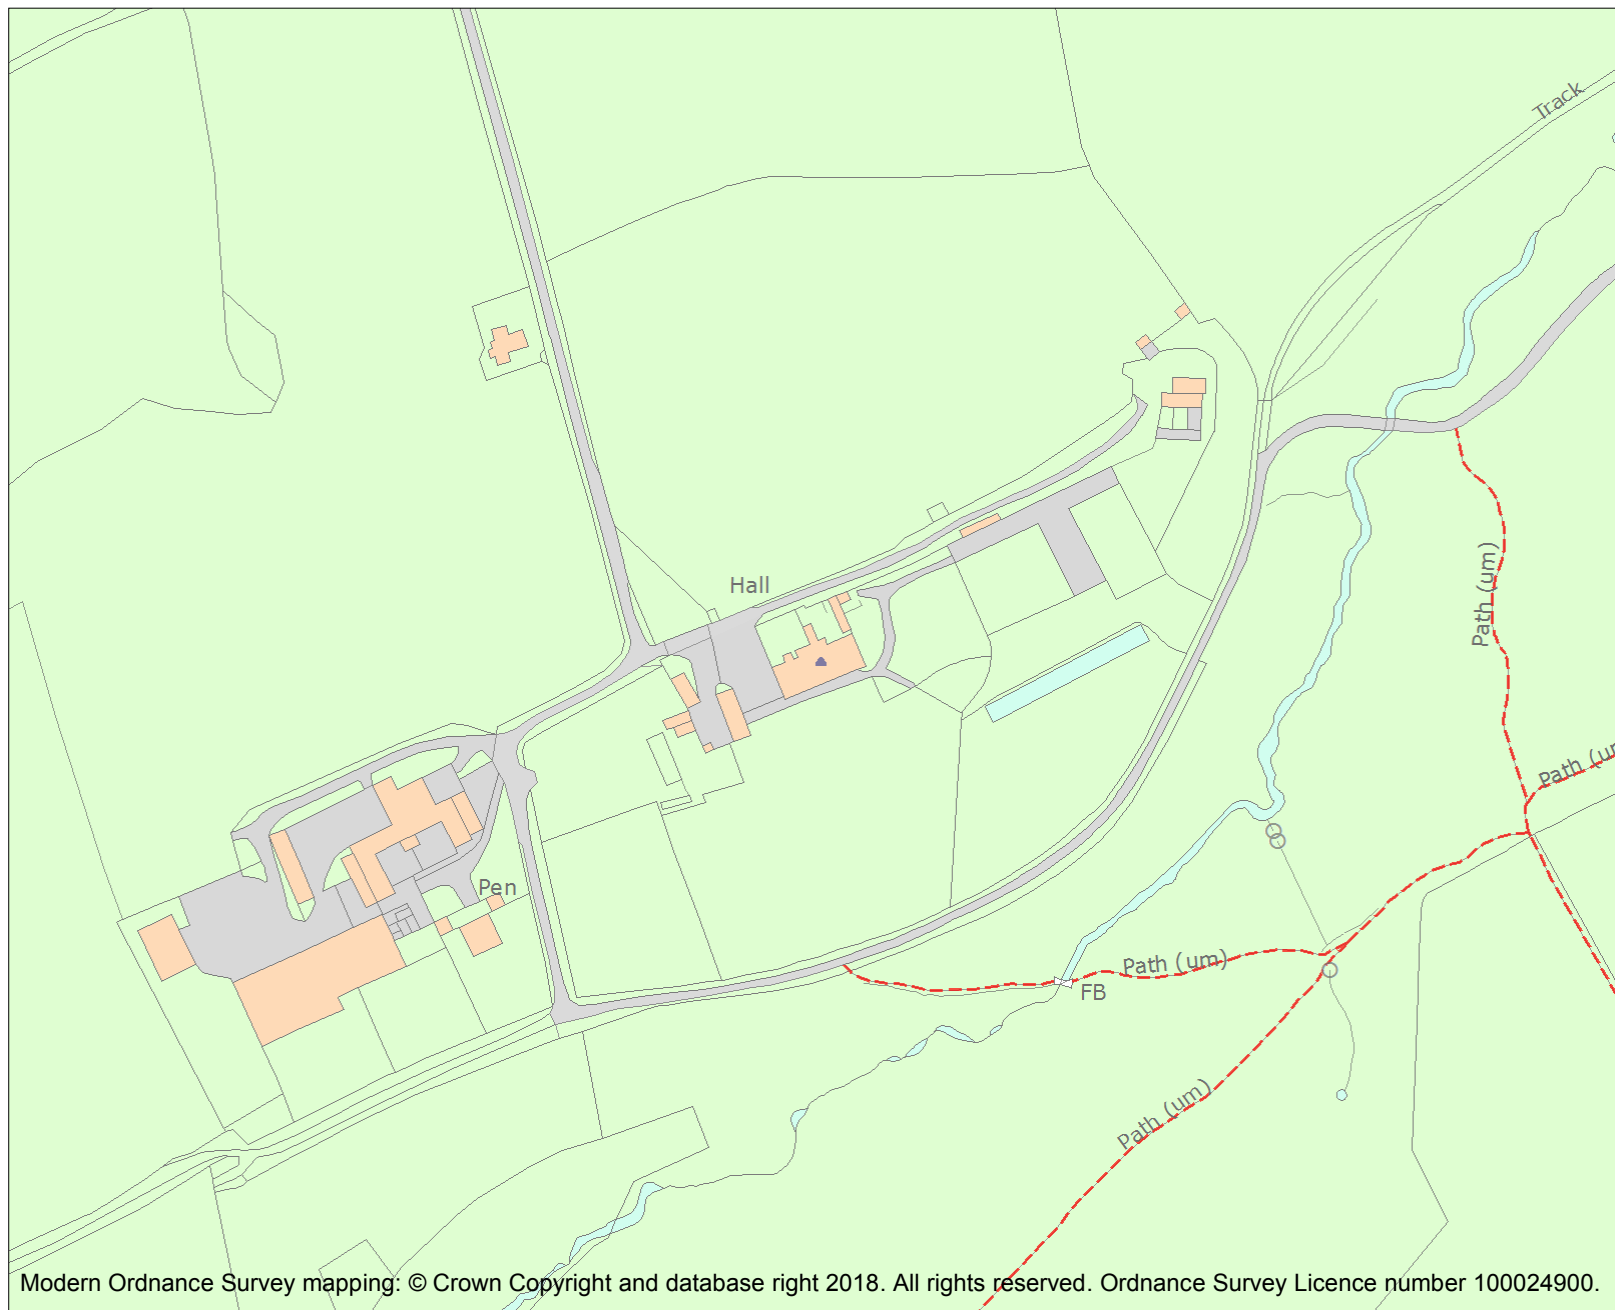 Track
Hall
Path (um)
Path (u
Pen
Path (um)
FB
Path (um)
Modern Ordnance Survey mapping: © Crown Copyright and database right 2018. All rights reserved. Ordnance Survey Licence number 100024900.